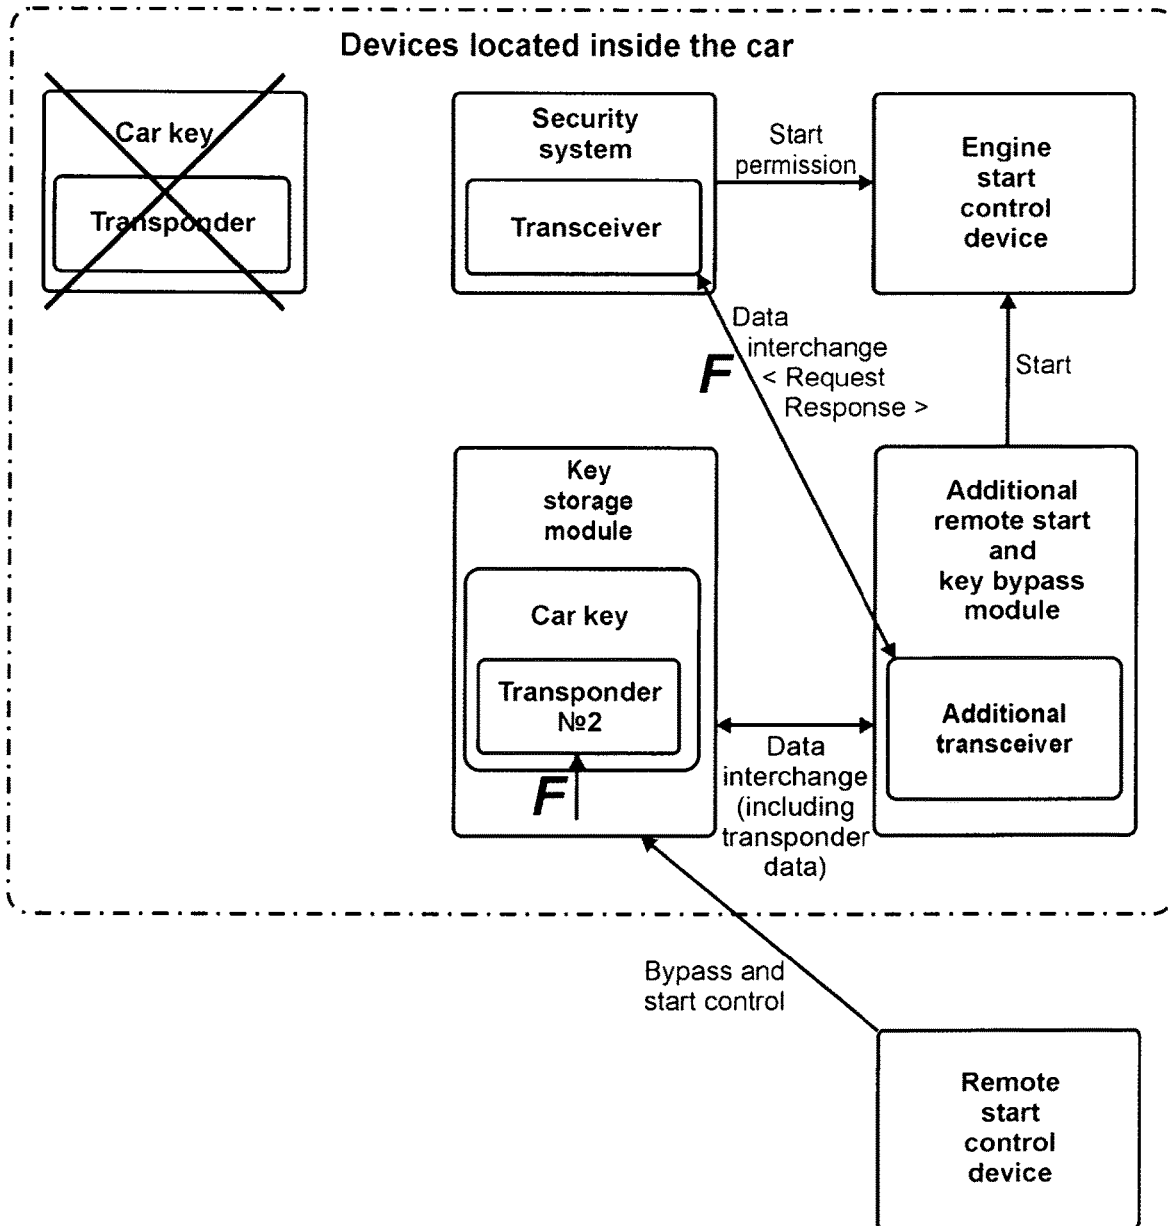 Devices located inside the car
Car key
Transponder
Security
system
Transceiver
Start
permission
Engine
start
control
device
Data
interchange
< Request
Response >
F
Start
Key
storage
module
Car key
Transponder
№2
F
Additional
remote start
and
key bypass
module
Additional
transceiver
Data
interchange
(including
transponder
data)
Bypass and
start control
Remote
start
control
device